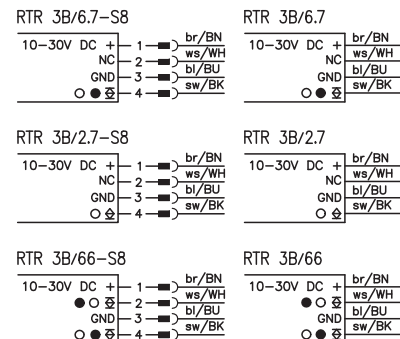 RTR 3B/6.7-S8
10-30V DC + 1 br/BN
NC 2 ws/WH
GND 3 bl/BU
4 sw/BK
RTR 3B/6.7
10-30V DC + br/BN
NC ws/WH
GND bl/BU
sw/BK
RTR 3B/2.7-S8
10-30V DC + 1 br/BN
NC 2 ws/WH
GND 3 bl/BU
4 sw/BK
RTR 3B/2.7
10-30V DC + br/BN
NC ws/WH
GND bl/BU
sw/BK
RTR 3B/66-S8
10-30V DC + 1 br/BN
2 ws/WH
GND 3 bl/BU
4 sw/BK
RTR 3B/66
10-30V DC + br/BN
ws/WH
GND bl/BU
sw/BK